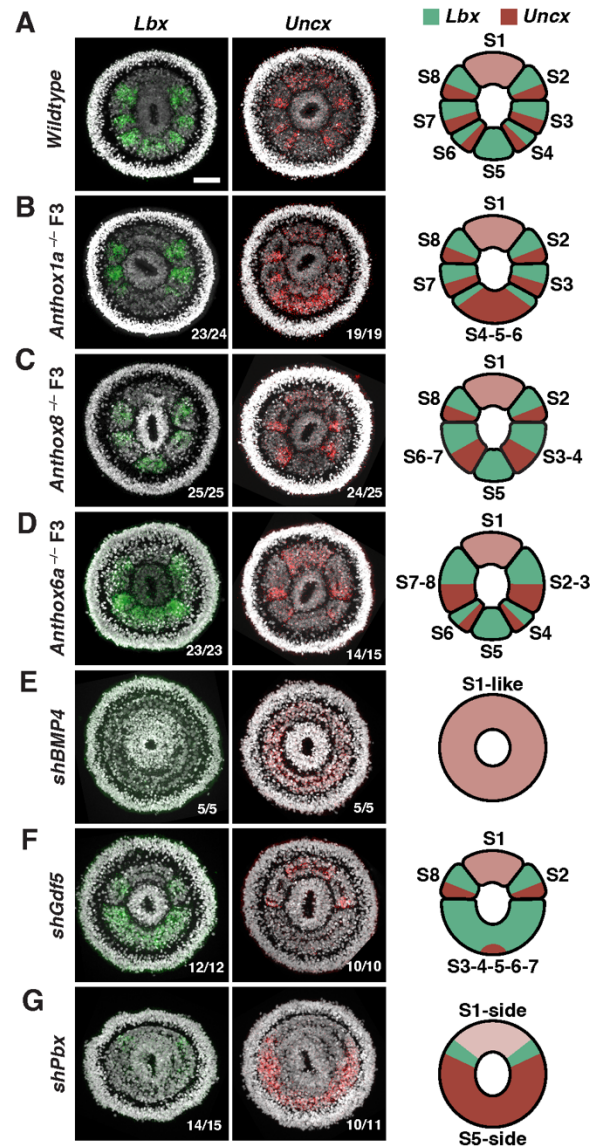 Lbx Uncx Lbx Uncx
A Wildtype S1 S8 S2 S7 S3 S6 S4 S5
B Anthox1a –/– F3 23/24 19/19 S1 S8 S2 S7 S3 S4-5-6
C Anthox8 –/– F3 25/25 24/25 S1 S8 S2 S6-7 S3-4 S5
D Anthox6a –/– F3 23/23 14/15 S1 S7-8 S2-3 S6 S4 S5
E shBMP4 5/5 5/5 S1-like
F shGdf5 12/12 10/10 S1 S8 S2 S3-4-5-6-7
G shPbx 14/15 10/11 S1-side S5-side